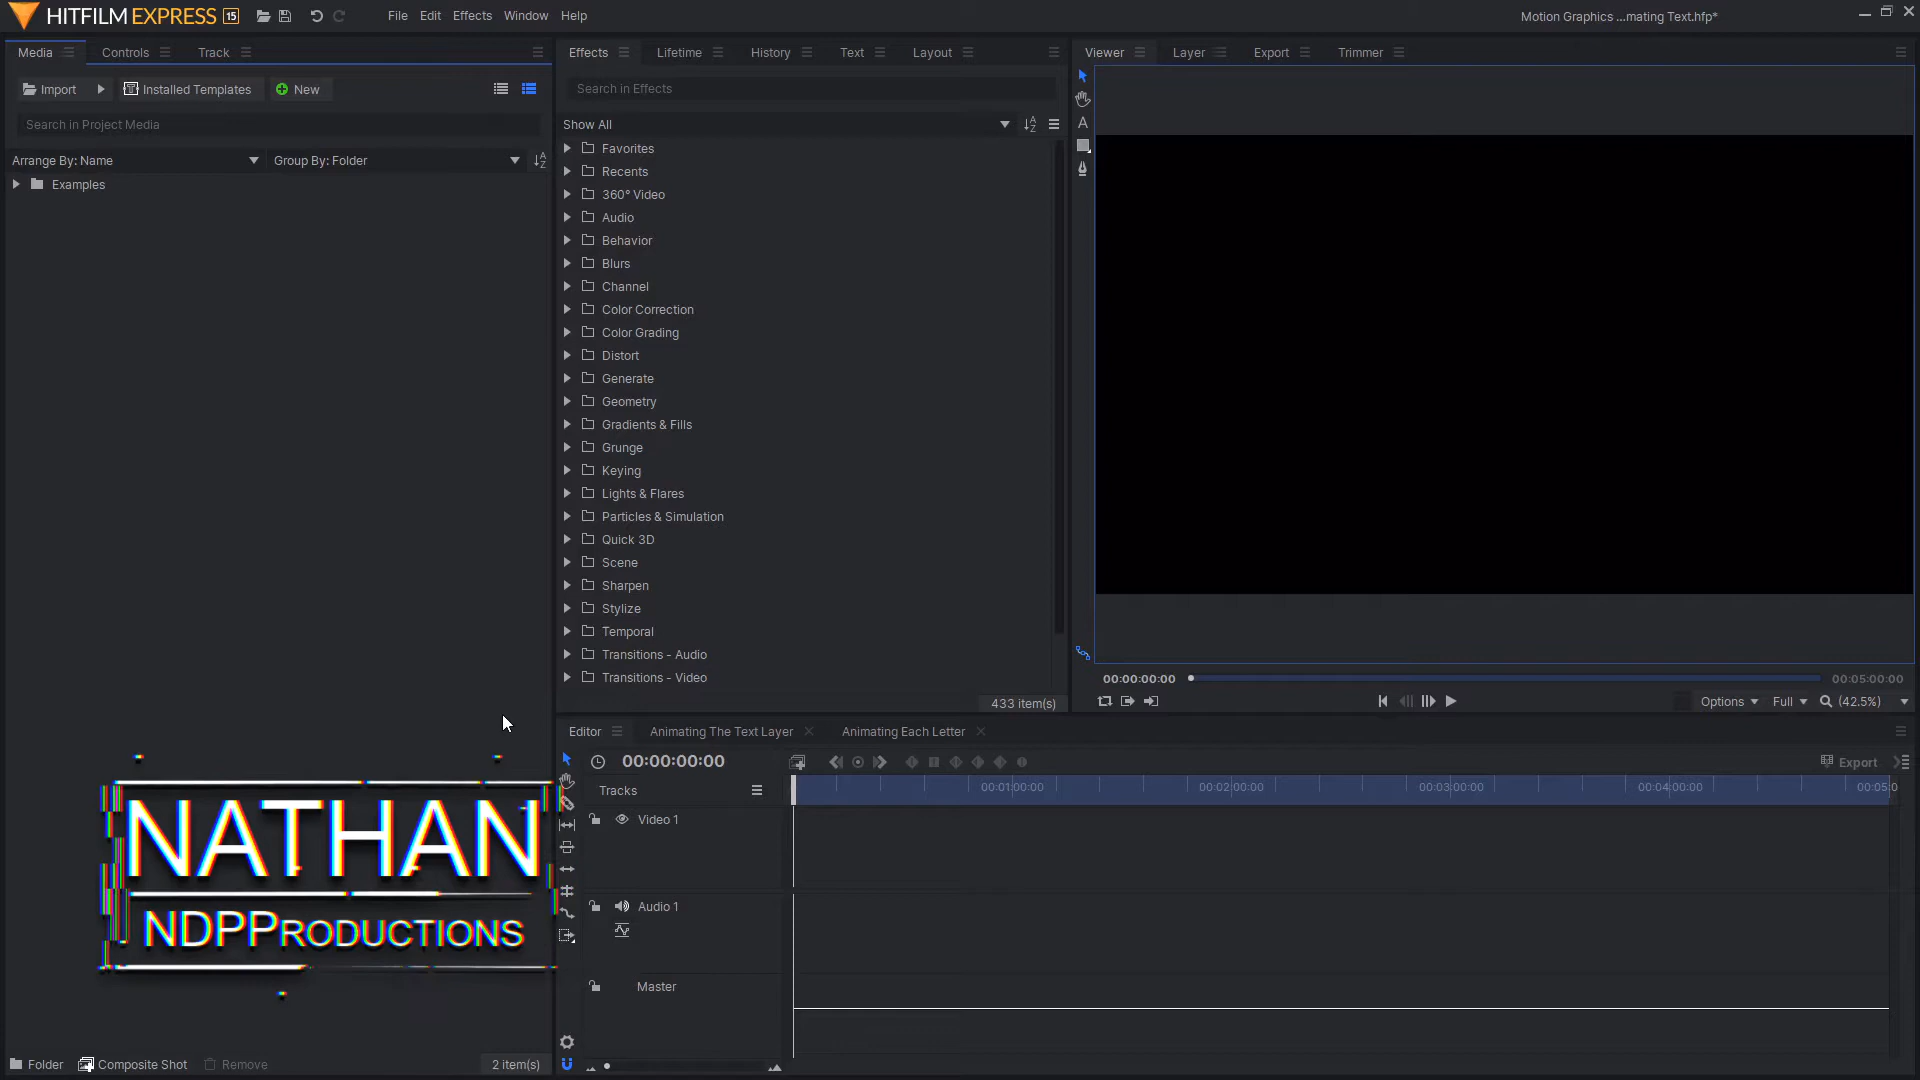 HITFILM EXPRESS 15
File Edit Effects Window Help
Motion Graphics ...mating Text.hfp*
Media Controls Track
Import Installed Templates New
Search in Project Media
Arrange By: Name Group By: Folder
Examples
NATHAN
NDPPRODUCTIONS
Folder Composite Shot Remove 2 item(s)
Effects Lifetime History Text Layout
Search in Effects
Show All
Favorites
Recents
360° Video
Audio
Behavior
Blurs
Channel
Color Correction
Color Grading
Distort
Generate
Geometry
Gradients & Fills
Grunge
Keying
Lights & Flares
Particles & Simulation
Quick 3D
Scene
Sharpen
Stylize
Temporal
Transitions - Audio
Transitions - Video
433 item(s)
Viewer Layer Export Trimmer
A
00:00:00:00 00:05:00:00
Options Full (42.5%)
Editor Animating The Text Layer Animating Each Letter
00:00:00:00 Export
Tracks 00:01:00:00 00:02:00:00 00:03:00:00 00:04:00:00 00:05:0
Video 1
Audio 1
Master